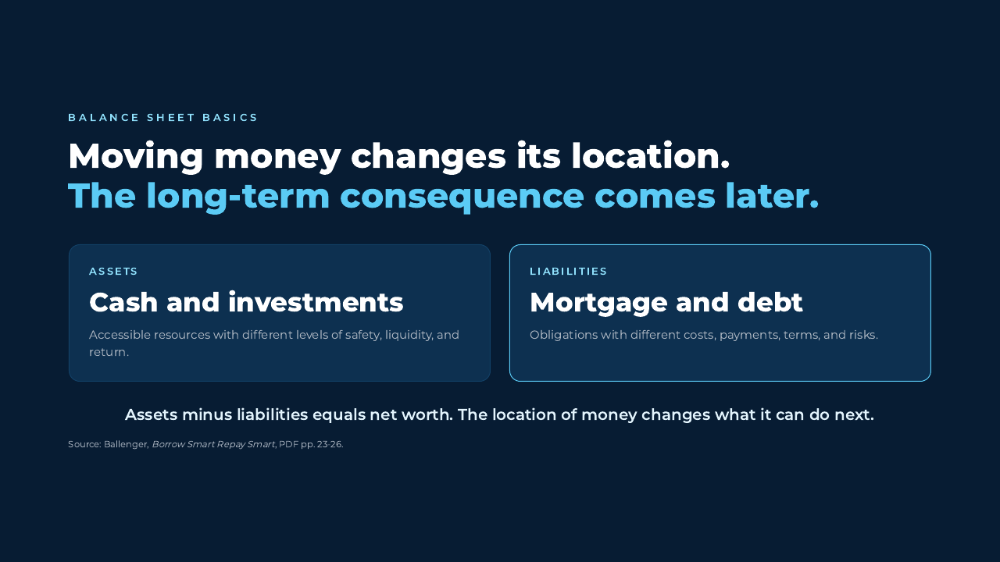 BALANCE SHEET BASICS
Moving money changes its location.
The long-term consequence comes later.
ASSETS
Cash and investments
Accessible resources with different levels of safety, liquidity, and
return.
LIABILITIES
Mortgage and debt
Obligations with different costs, payments, terms, and risks.
Assets minus liabilities equals net worth. The location of money changes what it can do next.
Source: Ballenger, Borrow Smart Repay Smart, PDF pp. 23-26.